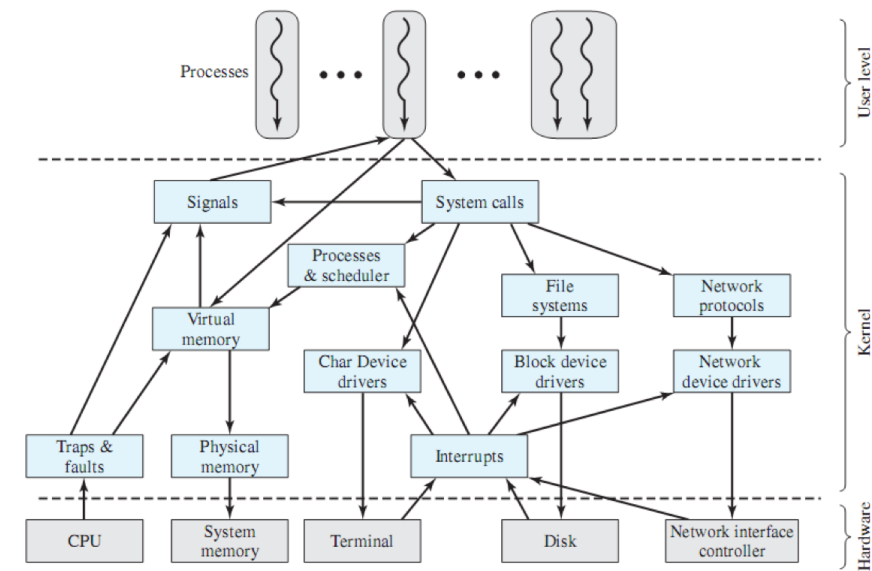 Processes
User level
Signals
System calls
Processes
& scheduler
File
systems
Network
protocols
Virtual
memory
Kernel
Char Device
drivers
Block device
drivers
Network
device drivers
Traps &
faults
Physical
memory
Interrupts
CPU
System
memory
Terminal
Disk
Network interface
controller
Hardware